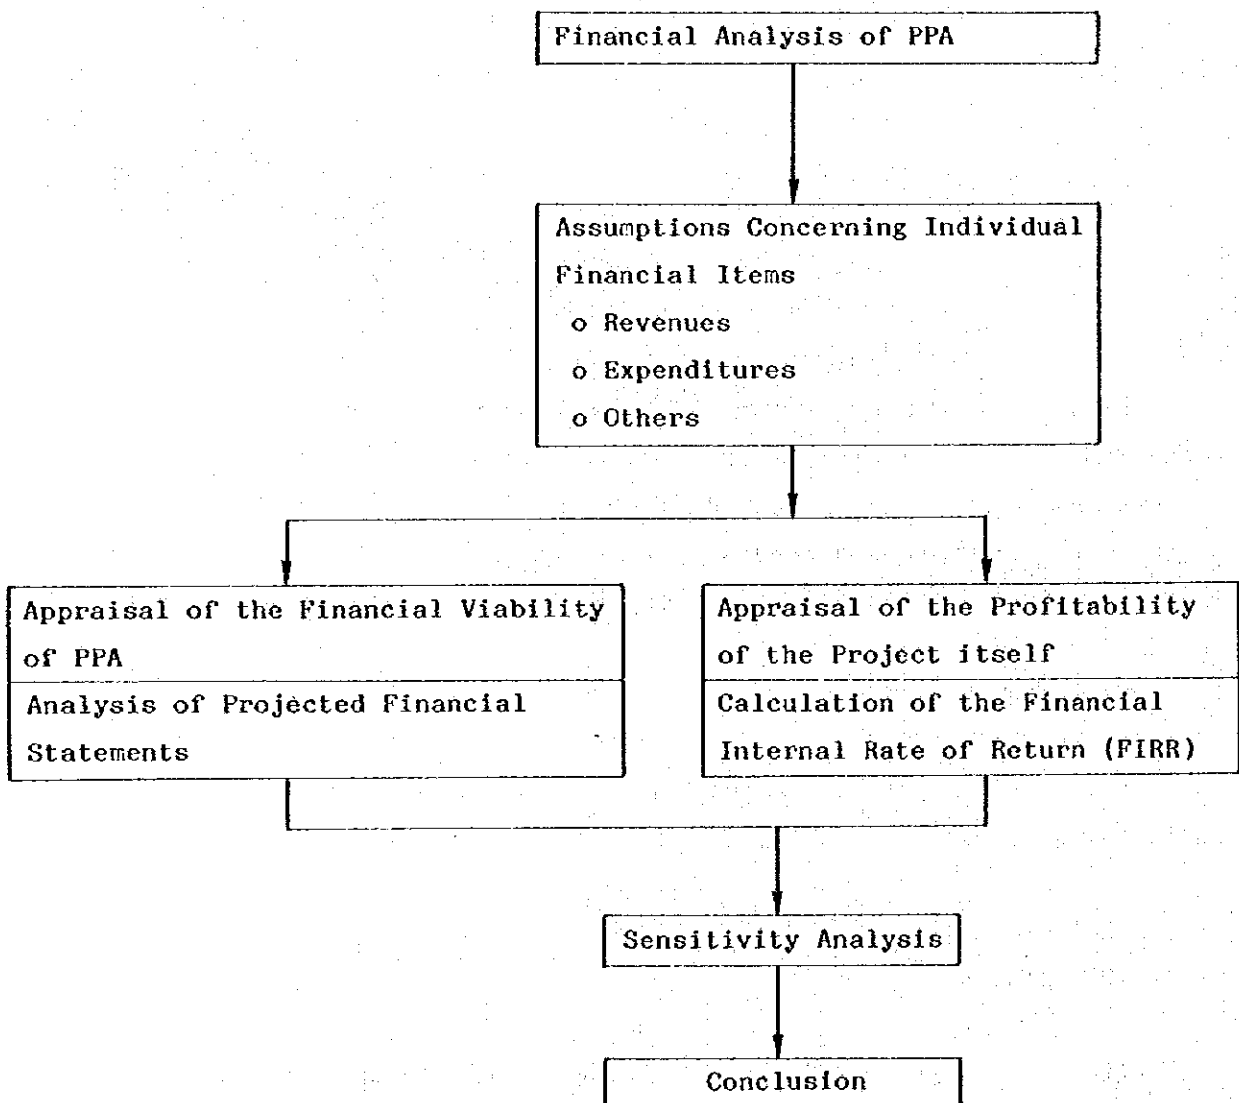 Financial Analysis of PPA
Assumptions Concerning Individual
Financial Items
o Revenues
o Expenditures
o Others
Appraisal of the Financial Viability
of PPA
Analysis of Projected Financial
Statements
Appraisal of the Profitability
of the Project itself
Calculation of the Financial
Internal Rate of Return (FIRR)
Sensitivity Analysis
Conclusion